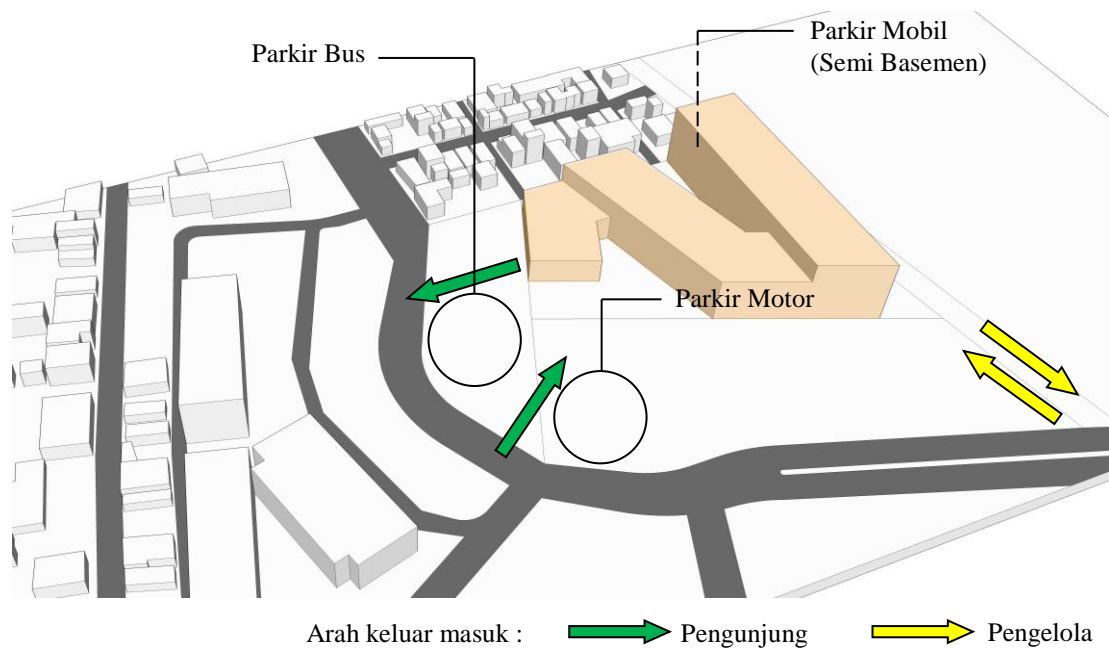 Parkir Mobil
(Semi Basemen)
Parkir Bus
Parkir Motor
Arah keluar masuk :
Pengunjung
Pengelola